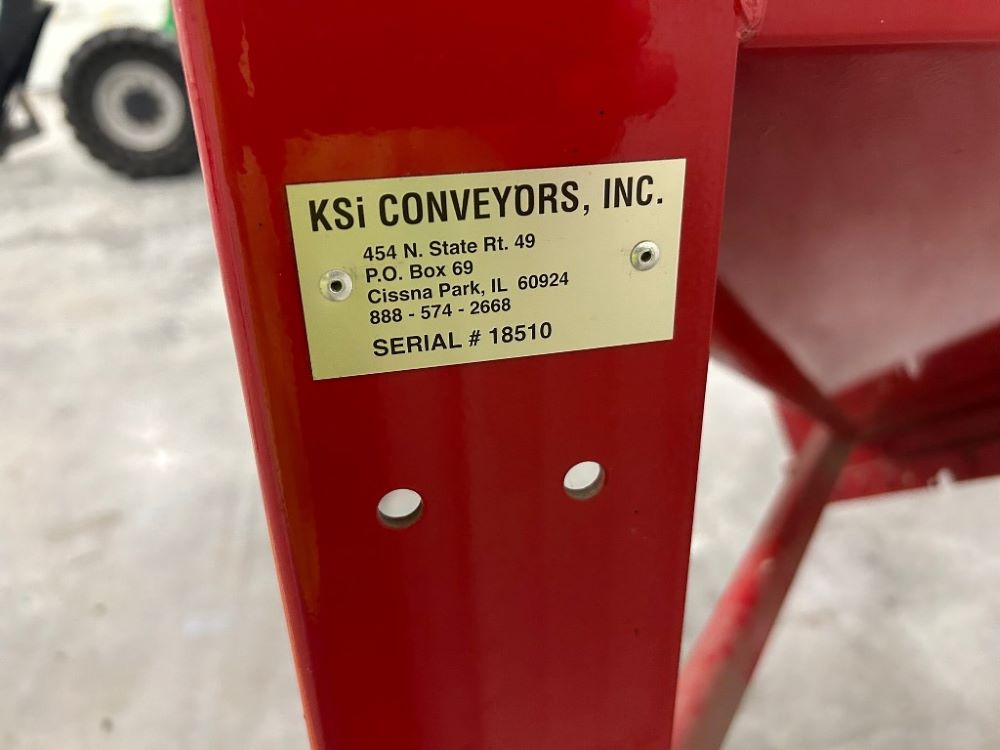 KSi CONVEYORS, INC.
454 N. State Rt. 49
P.O. Box 69
Cissna Park, IL 60924
888 - 574 - 2668
SERIAL # 18510